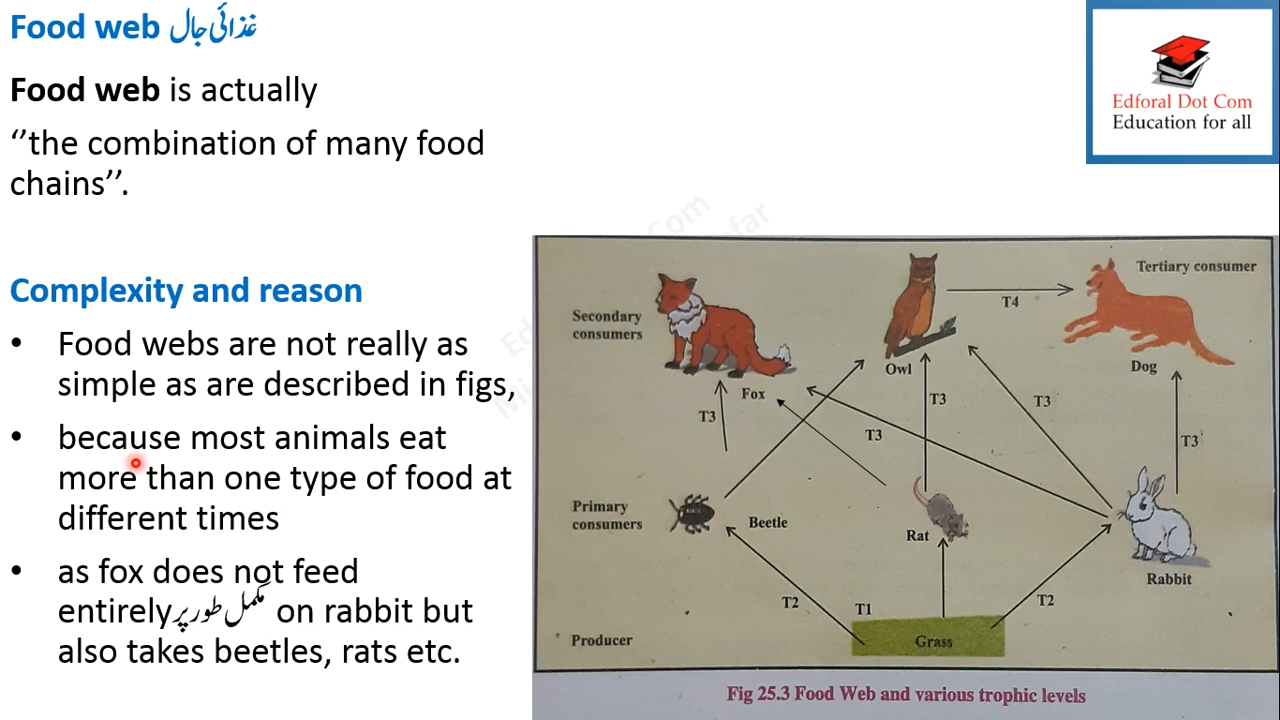 Food web غذائی جال
Food web is actually
‘’the combination of many food
chains’’.
Complexity and reason
• Food webs are not really as
simple as are described in figs,
• because most animals eat
more than one type of food at
different times
• as fox does not feed
entirely مکمل طور پر on rabbit but
also takes beetles, rats etc.
Edforal Dot Com
Education for all
Tertiary consumer
T4
Secondary
consumers
Owl
Dog
Fox
T3
T3
T3
T3
T3
Primary
consumers
Beetle
Rat
Rabbit
T2
T1
T2
Producer
Grass
Fig 25.3 Food Web and various trophic levels